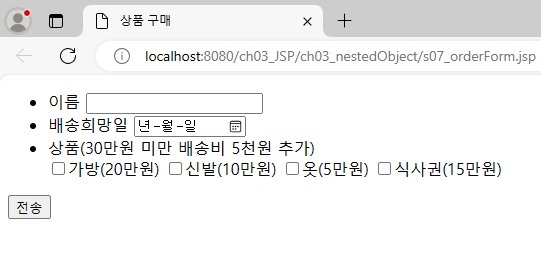 상품 구매
localhost:8080/ch03_JSP/ch03_nestedObject/s07_orderForm.jsp
이름
배송희망일 년-월-일
상품(30만원 미만 배송비 5천원 추가)
가방(20만원) 신발(10만원) 옷(5만원) 식사권(15만원)
전송